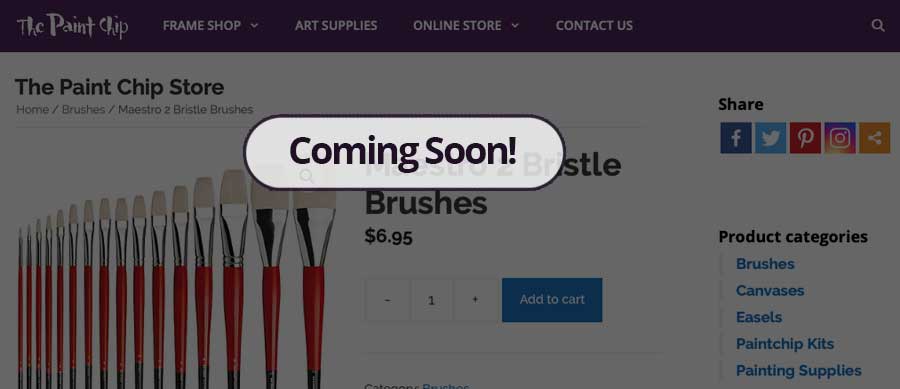 The Paint Chip
FRAME SHOP
ART SUPPLIES
ONLINE STORE
CONTACT US
The Paint Chip Store
Home / Brushes / Maestro 2 Bristle Brushes
Coming Soon!
Maestro 2 Bristle
Brushes
$6.95
- 1 +
Add to cart
Category: Brushes
Share
Product categories
Brushes
Canvases
Easels
Paintchip Kits
Painting Supplies